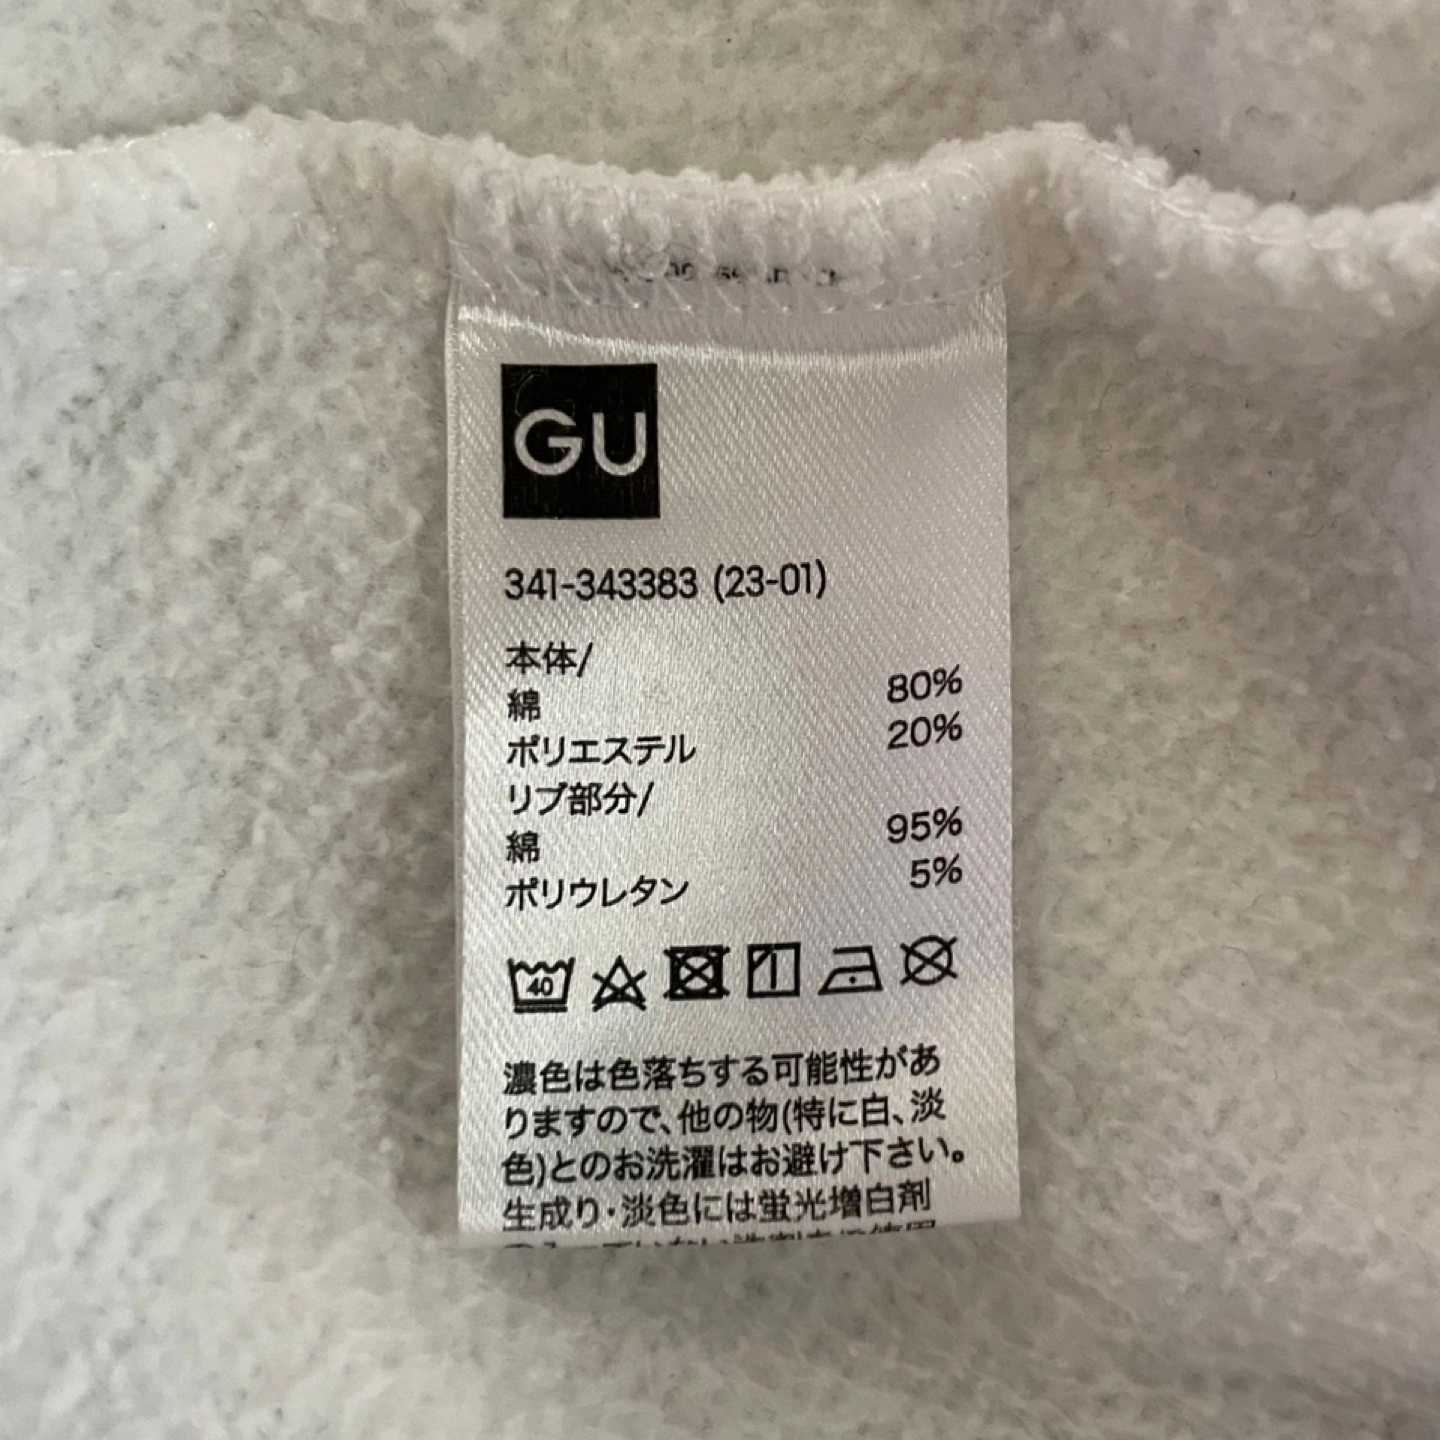 GU
341-343383 (23-01)
本体/
綿 80%
ポリエステル 20%
リブ部分/
綿 95%
ポリウレタン 5%
40
濃色は色落ちする可能性があ
りますので、他の物(特に白、淡
色)とのお洗濯はお避け下さい。
生成り・淡色には蛍光増白剤